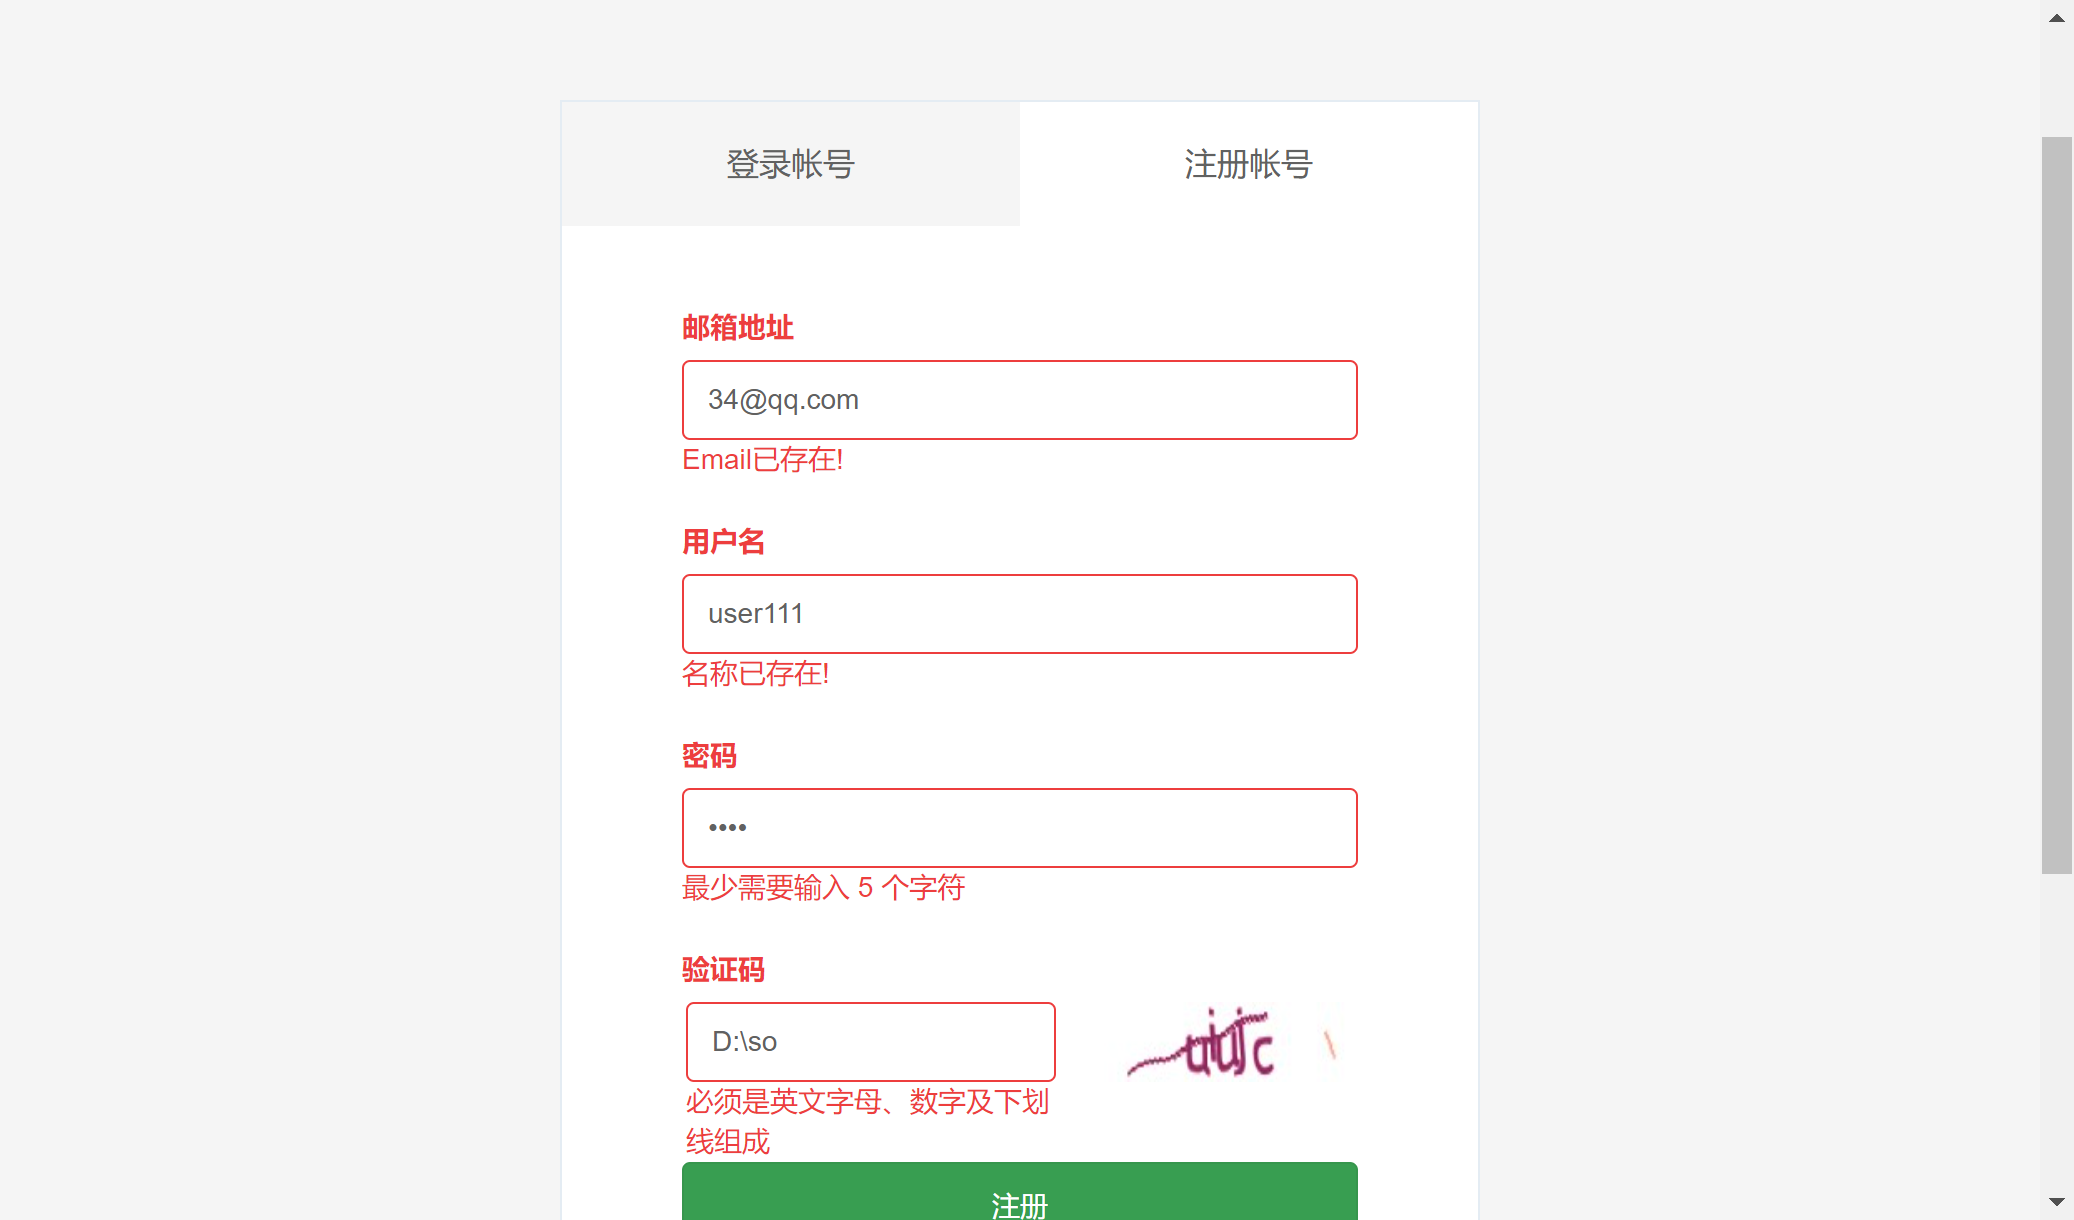 登录帐号
注册帐号
邮箱地址
34@qq.com
Email已存在!
用户名
user111
名称已存在!
密码
••••
最少需要输入 5 个字符
验证码
D:\so
必须是英文字母、数字及下划
线组成
注册